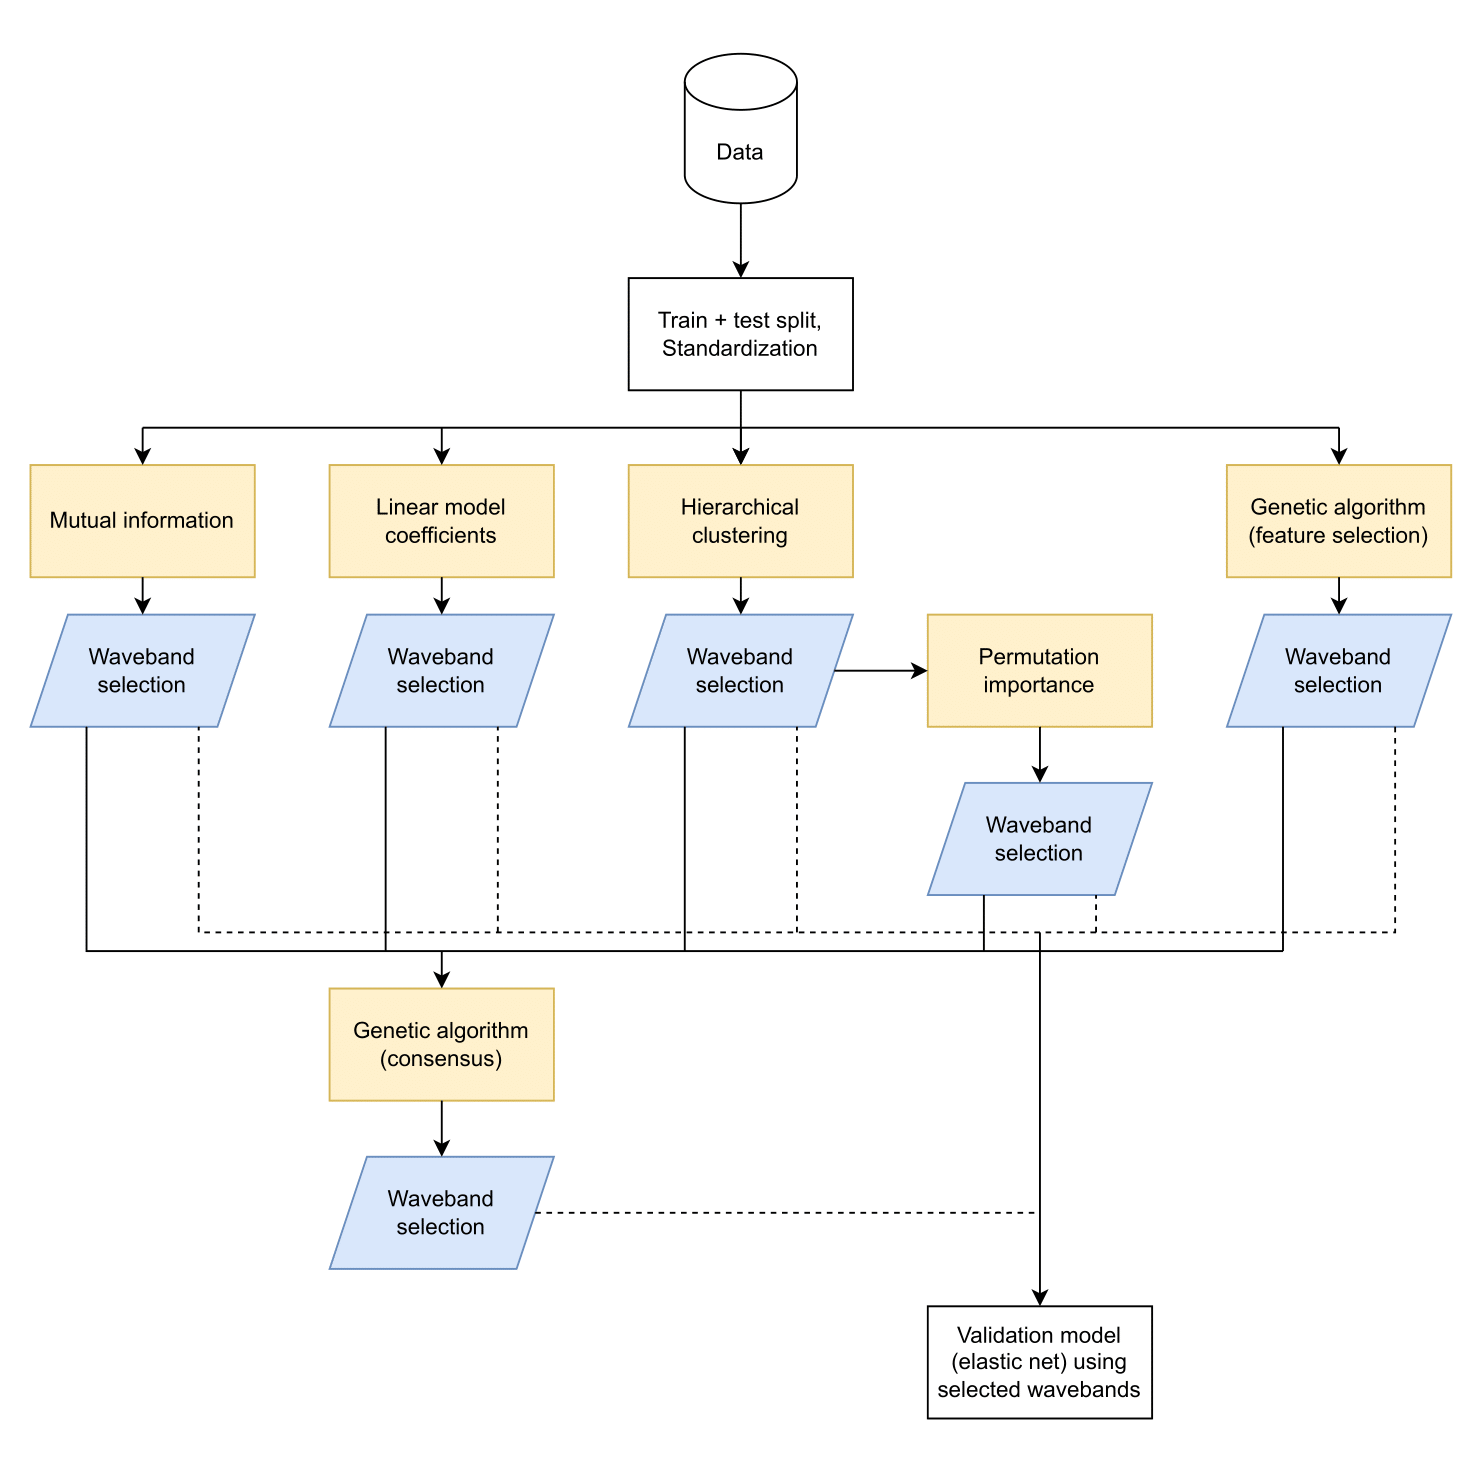 Data
Train + test split,
Standardization
Mutual information
Linear model
coefficients
Hierarchical
clustering
Genetic algorithm
(feature selection)
Waveband
selection
Waveband
selection
Waveband
selection
Permutation
importance
Waveband
selection
Waveband
selection
Genetic algorithm
(consensus)
Waveband
selection
Validation model
(elastic net) using
selected wavebands